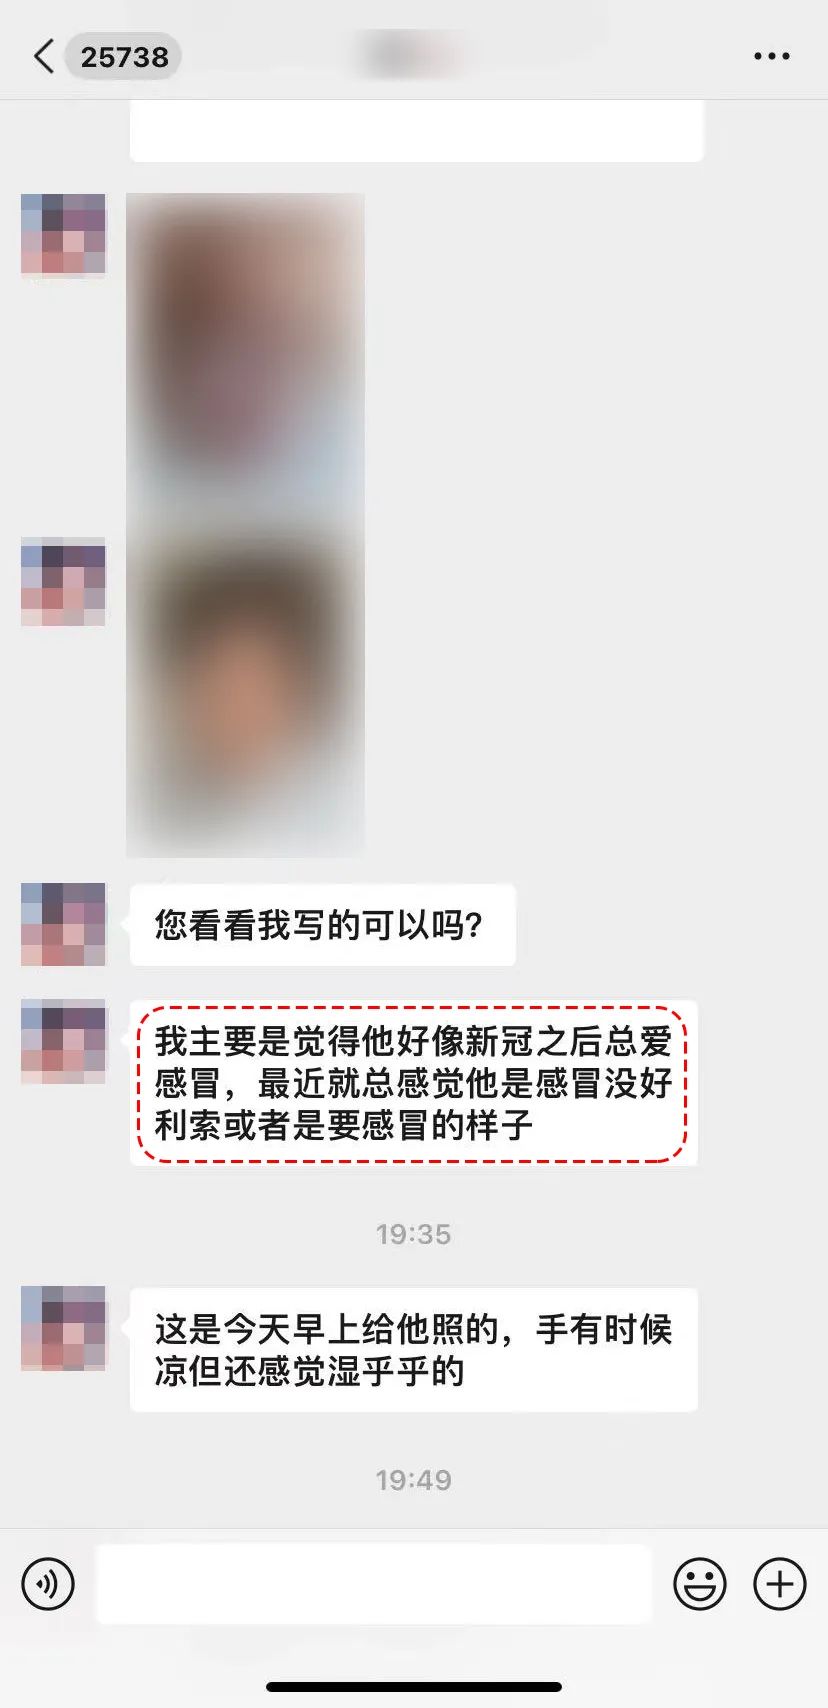 25738
您看看我写的可以吗?
我主要是觉得他好像新冠之后总爱
感冒，最近就总感觉他是感冒没好
利索或者是要感冒的样子
19:35
这是今天早上给他照的，手有时候
凉但还感觉湿乎乎的
19:49